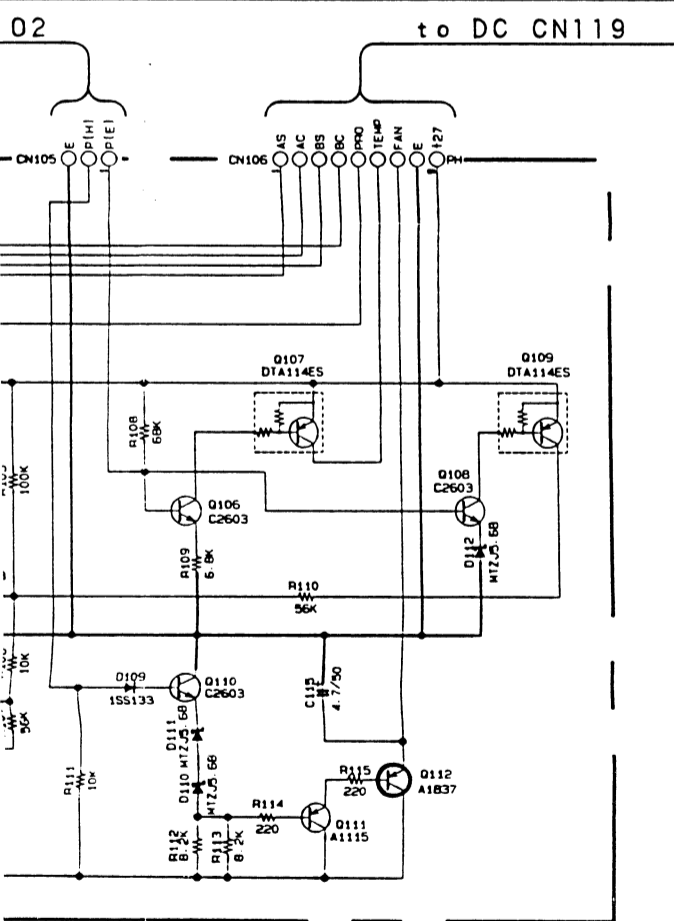 02
to DC CN119
E
P(H)
P(E)
AS
AC
BS
BC
PRO
TEMP
FAN
E
+27
CN105
1
CN106
1
9
PH
Q107
DTA114ES
Q109
DTA114ES
R108
68K
100K
Q108
C2603
Q106
C2603
D112
MTZJ5.6B
R109
6.8K
R110
56K
10K
D109
1SS133
Q110
C2603
C115
4.7/50
56K
D111
MTZJ5.6B
R111
10K
D110
MTZJ5.6B
R115
220
Q112
A1837
R114
220
Q111
A1115
R112
8.2K
R113
8.2K